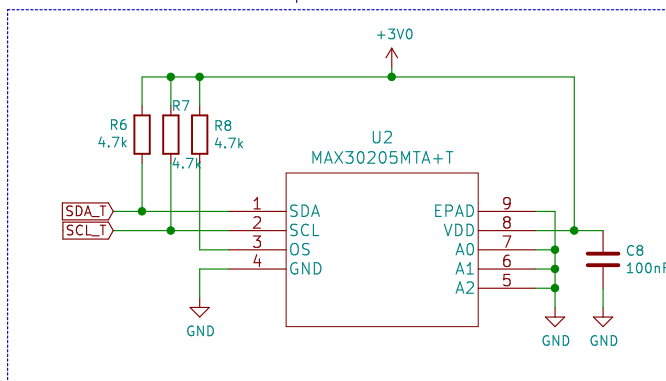 +3V0
R6
4.7k
R7
4.7k
R8
4.7k
U2
MAX30205MTA+T
SDA_T
SCL_T
1 SDA
2 SCL
3 OS
4 GND
EPAD 9
VDD 8
A0 7
A1 6
A2 5
C8
100nF
GND
GND
GND